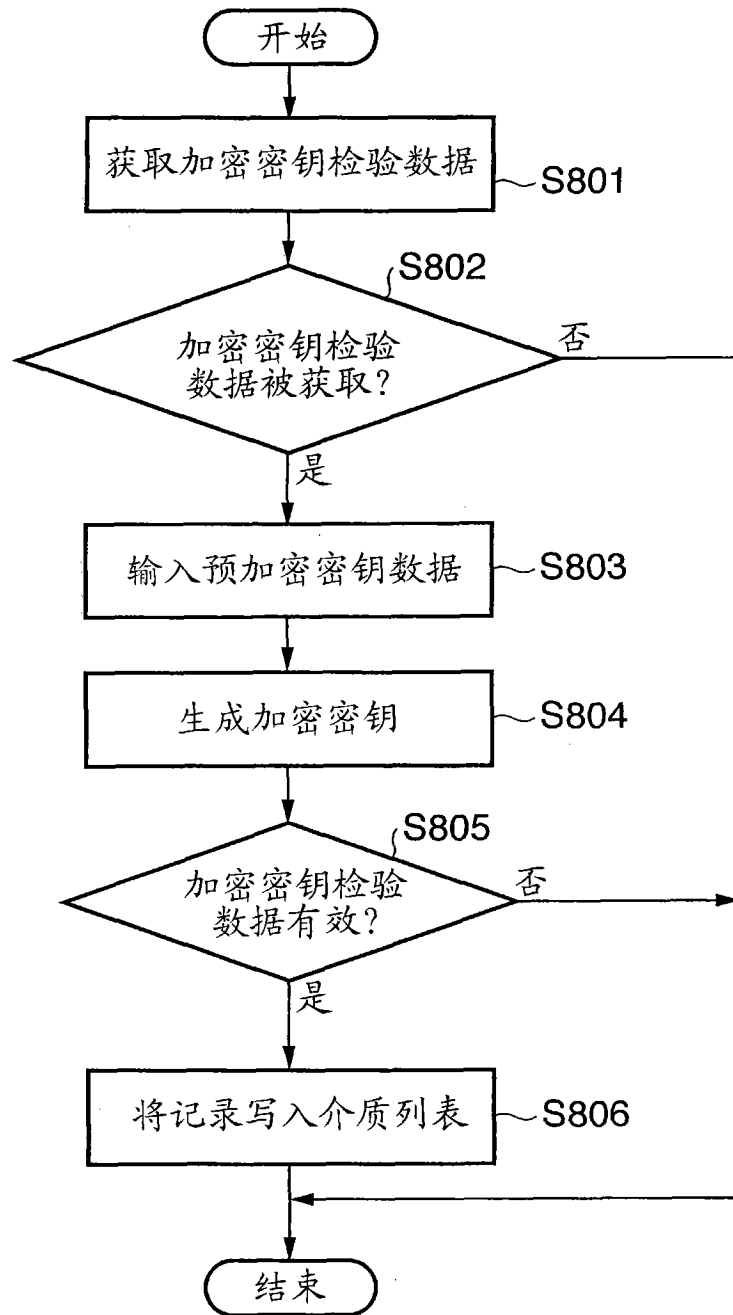 开始
获取加密密钥检验数据
S801
S802
加密密钥检验
数据被获取?
否
是
输入预加密密钥数据
S803
生成加密密钥
S804
S805
加密密钥检验
数据有效?
否
是
将记录写入介质列表
S806
结束